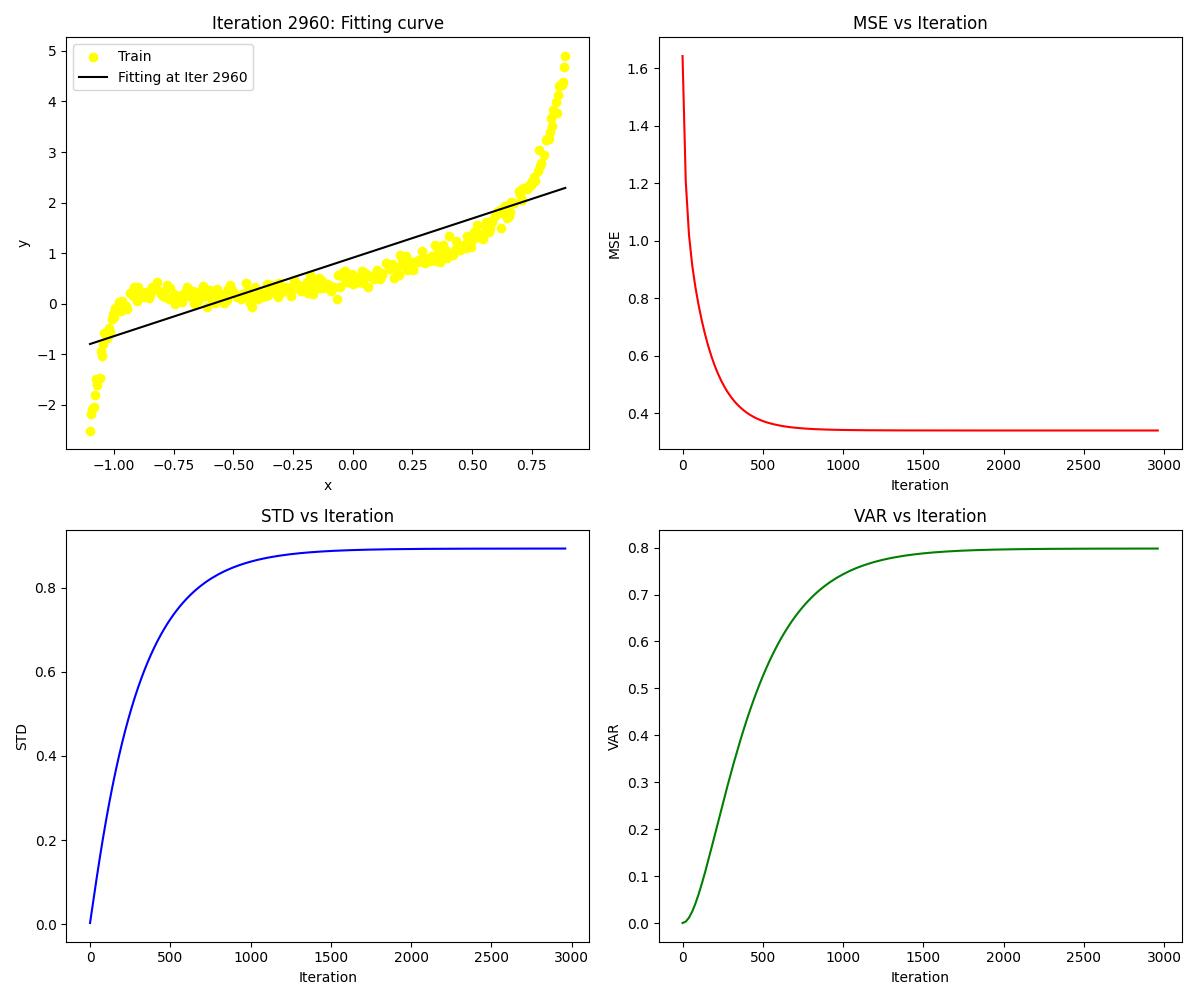 Iteration 2960: Fitting curve
Train
Fitting at Iter 2960
5
4
3
2
1
0
−1
−2
y
−1.00 −0.75 −0.50 −0.25 0.00 0.25 0.50 0.75
x
MSE vs Iteration
1.6
1.4
1.2
1.0
0.8
0.6
0.4
MSE
0 500 1000 1500 2000 2500 3000
Iteration
STD vs Iteration
0.8
0.6
0.4
0.2
0.0
STD
0 500 1000 1500 2000 2500 3000
Iteration
VAR vs Iteration
0.8
0.7
0.6
0.5
0.4
0.3
0.2
0.1
0.0
VAR
0 500 1000 1500 2000 2500 3000
Iteration